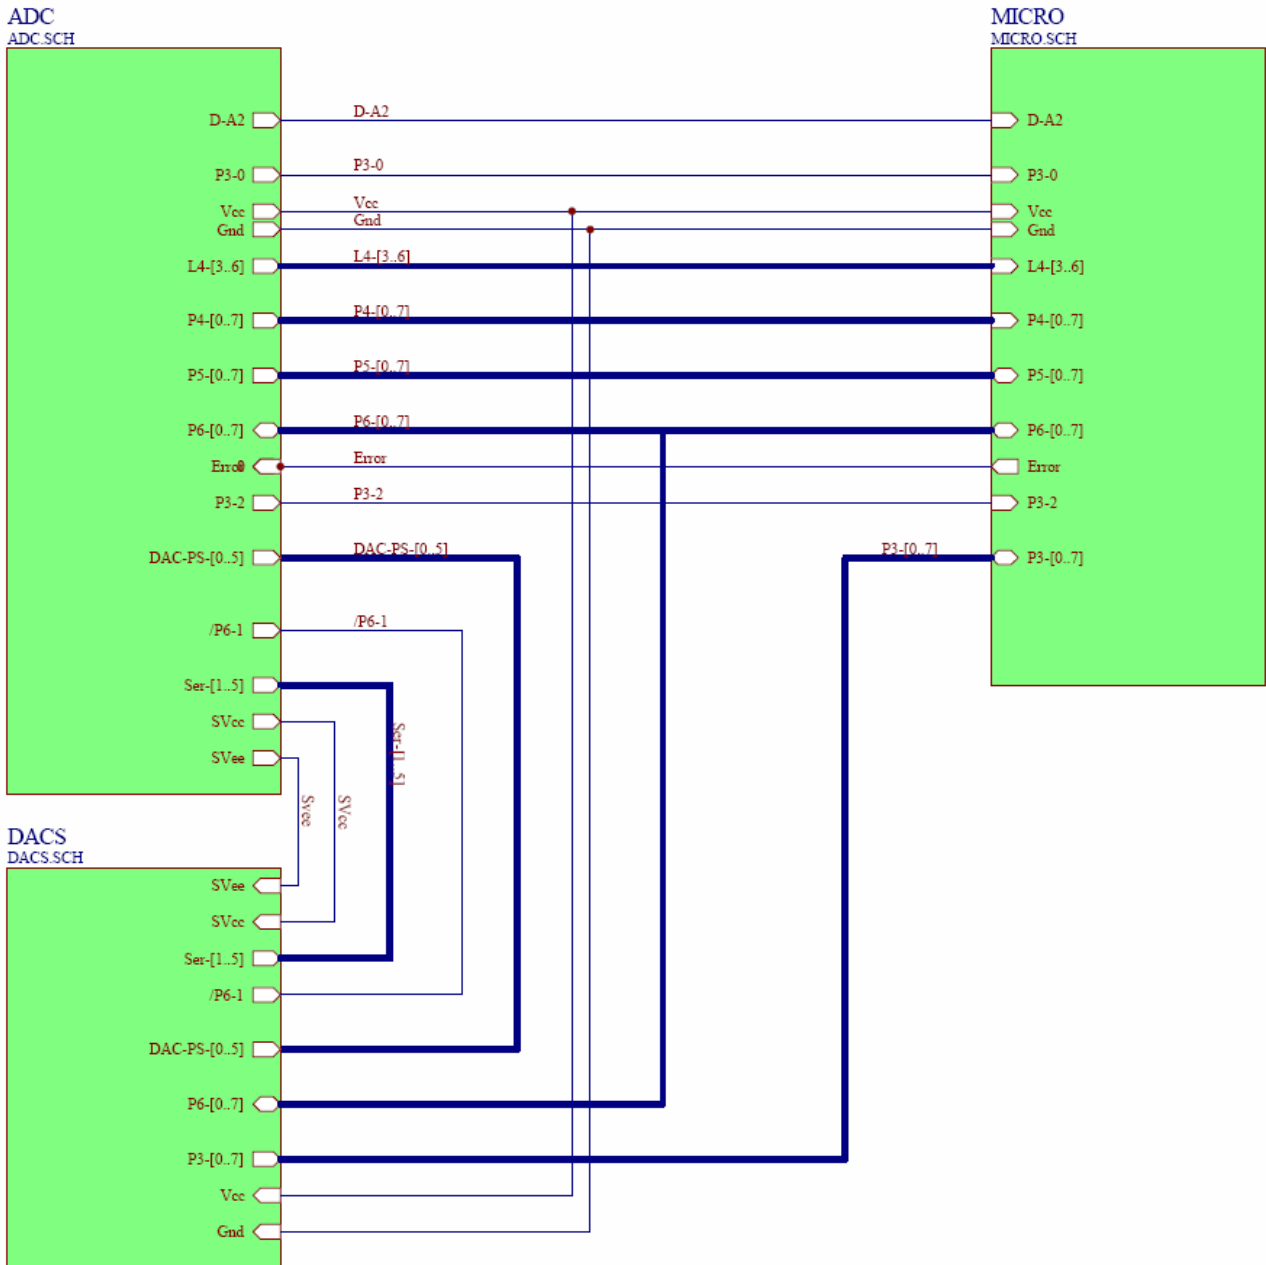 ADC
ADC.SCH
MICRO
MICRO.SCH
D-A2
D-A2
D-A2
P3-0
P3-0
P3-0
Vcc
Vcc
Vcc
Gnd
Gnd
Gnd
L4-[3..6]
L4-[3..6]
L4-[3..6]
P4-[0..7]
P4-[0..7]
P4-[0..7]
P5-[0..7]
P5-[0..7]
P5-[0..7]
P6-[0..7]
P6-[0..7]
P6-[0..7]
Error
Error
P3-2
P3-2
P3-2
DAC-PS-[0..5]
DAC-PS-[0..5]
P3-[0..7]
P3-[0..7]
/P6-1
/P6-1
Ser-[1..5]
Ser-[1..5]
SVcc
SVee
Svee
SVcc
DACS
DACS.SCH
SVee
SVcc
Ser-[1..5]
/P6-1
DAC-PS-[0..5]
P6-[0..7]
P3-[0..7]
Vcc
Gnd